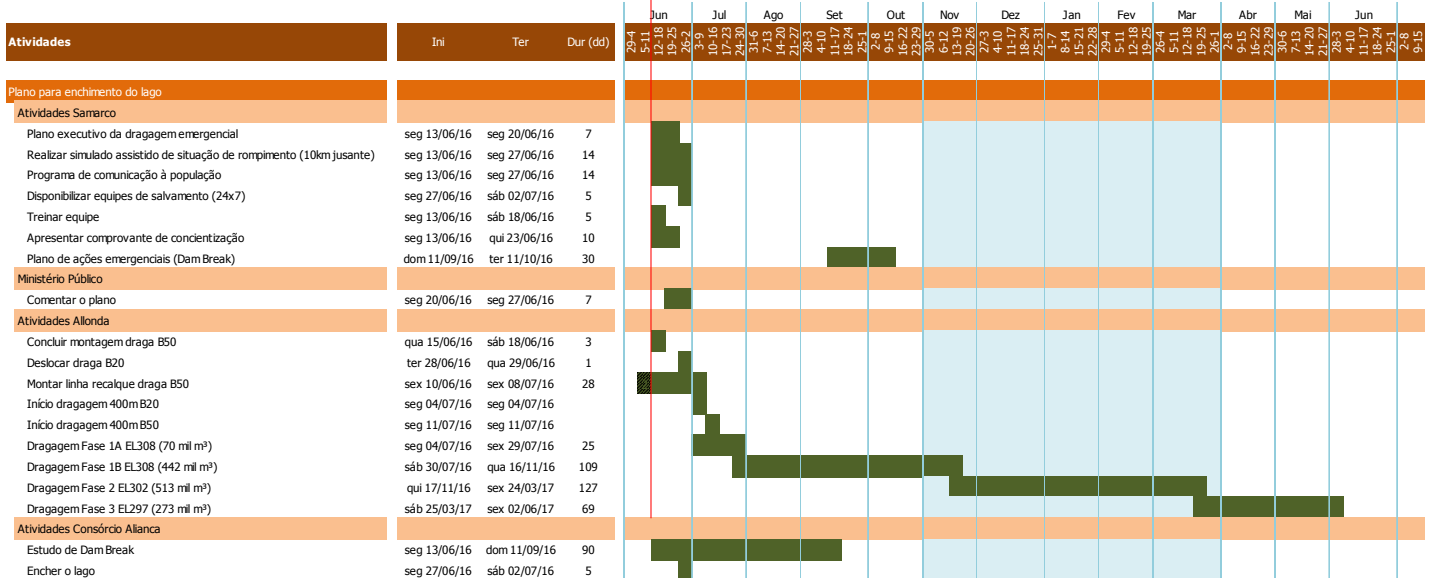 Jun Jul Ago Set Out Nov Dez Jan Fev Mar Abr Mai Jun
Atividades Ini Ter Dur (dd) 29-4 5-11 12-18 19-25 26-2 3-9 10-16 17-23 24-30 31-6 7-13 14-20 21-27 28-3 4-10 11-17 18-24 25-1 2-8 9-15 16-22 23-29 30-5 6-12 13-19 20-26 27-3 4-10 11-17 18-24 25-31 1-7 8-14 15-21 22-28 29-4 5-11 12-18 19-25 26-4 5-11 12-18 19-25 26-1 2-8 9-15 16-22 23-29 30-6 7-13 14-20 21-27 28-3 4-10 11-17 18-24 25-1 2-8 9-15
Plano para enchimento do lago
Atividades Samarco
Plano executivo da dragagem emergencial seg 13/06/16 seg 20/06/16 7
Realizar simulado assistido de situação de rompimento (10km jusante) seg 13/06/16 seg 27/06/16 14
Programa de comunicação à população seg 13/06/16 seg 27/06/16 14
Disponibilizar equipes de salvamento (24x7) seg 27/06/16 sáb 02/07/16 5
Treinar equipe seg 13/06/16 sáb 18/06/16 5
Apresentar comprovante de concientização seg 13/06/16 qui 23/06/16 10
Plano de ações emergenciais (Dam Break) dom 11/09/16 ter 11/10/16 30
Ministério Público
Comentar o plano seg 20/06/16 seg 27/06/16 7
Atividades Allonda
Concluir montagem draga B50 qua 15/06/16 sáb 18/06/16 3
Deslocar draga B20 ter 28/06/16 qua 29/06/16 1
Montar linha recalque draga B50 sex 10/06/16 sex 08/07/16 28
Início dragagem 400m B20 seg 04/07/16 seg 04/07/16
Início dragagem 400m B50 seg 11/07/16 seg 11/07/16
Dragagem Fase 1A EL308 (70 mil m³) seg 04/07/16 sex 29/07/16 25
Dragagem Fase 1B EL308 (442 mil m³) sáb 30/07/16 qua 16/11/16 109
Dragagem Fase 2 EL302 (513 mil m³) qui 17/11/16 sex 24/03/17 127
Dragagem Fase 3 EL297 (273 mil m³) sáb 25/03/17 sex 02/06/17 69
Atividades Consórcio Alianca
Estudo de Dam Break seg 13/06/16 dom 11/09/16 90
Encher o lago seg 27/06/16 sáb 02/07/16 5